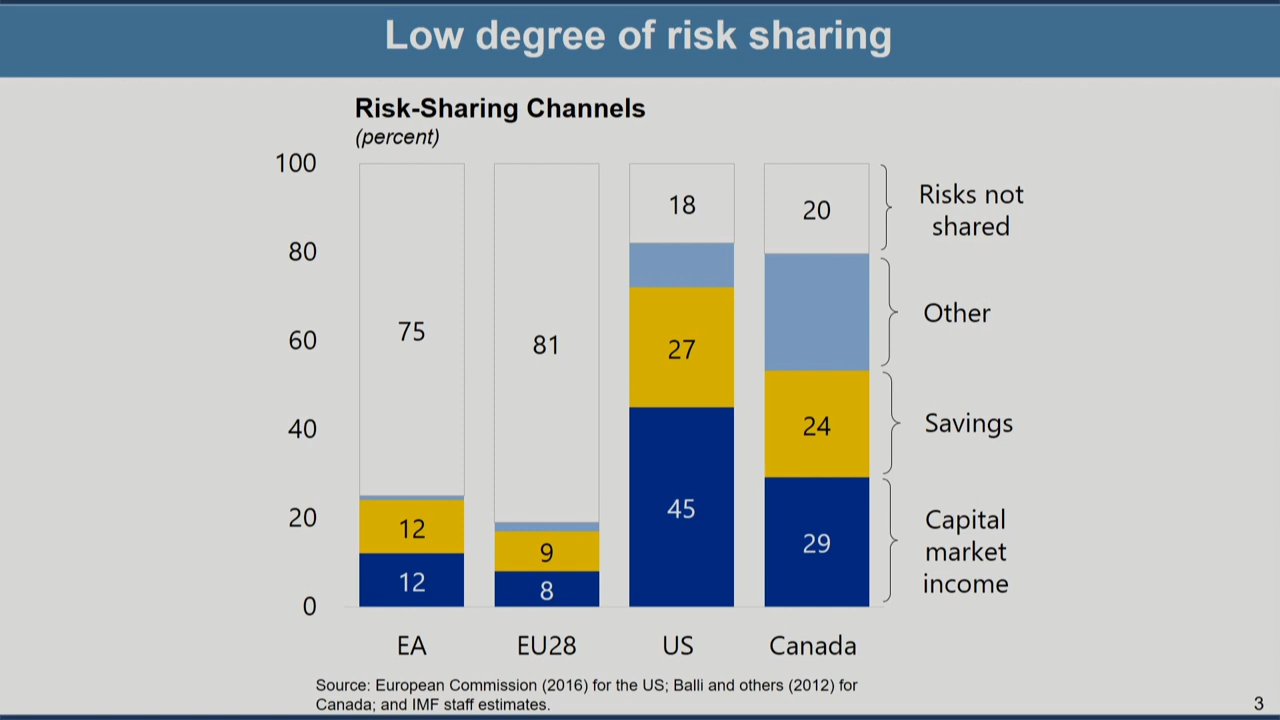 Low degree of risk sharing
Risk-Sharing Channels
(percent)
100
80
60
40
20
0
75
12
12
81
9
8
18
27
45
20
24
29
Risks not
shared
Other
Savings
Capital
market
income
EA
EU28
US
Canada
Source: European Commission (2016) for the US; Balli and others (2012) for
Canada; and IMF staff estimates.
3